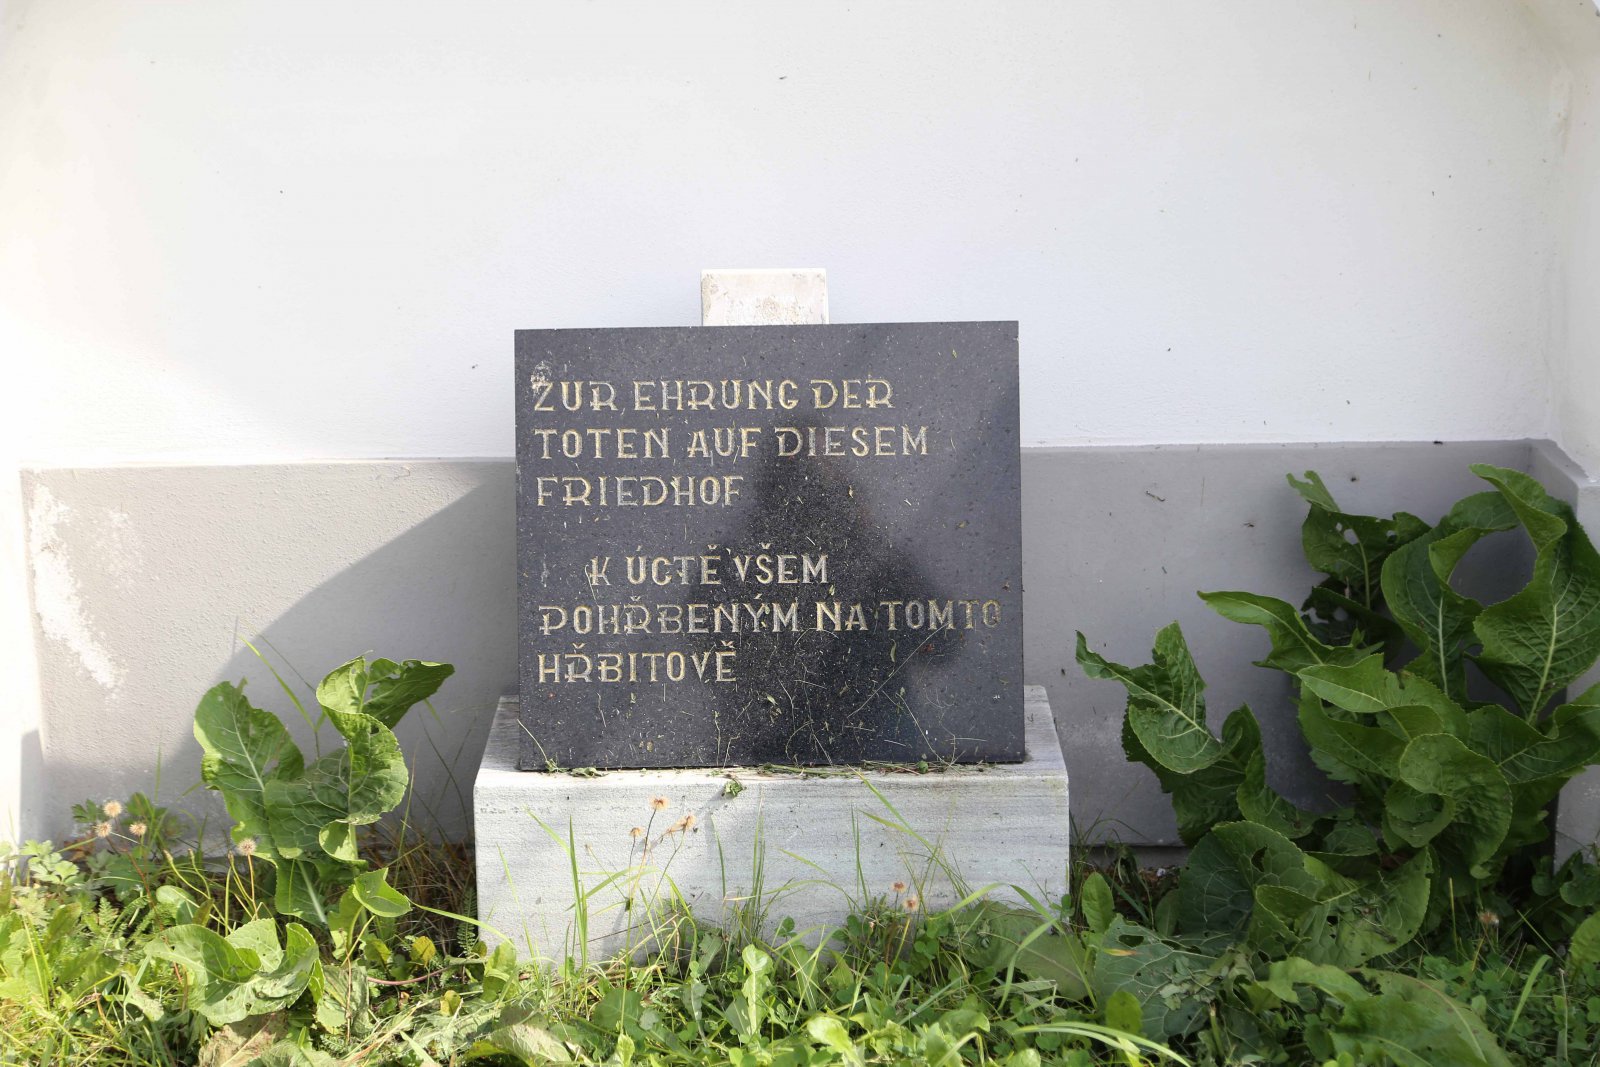 ZUR EHRUNG DER
TOTEN AUF DIESEM
FRIEDHOF
K ÚCTĚ VŠEM
POHŘBENÝM NA TOMTO
HŘBITOVĚ